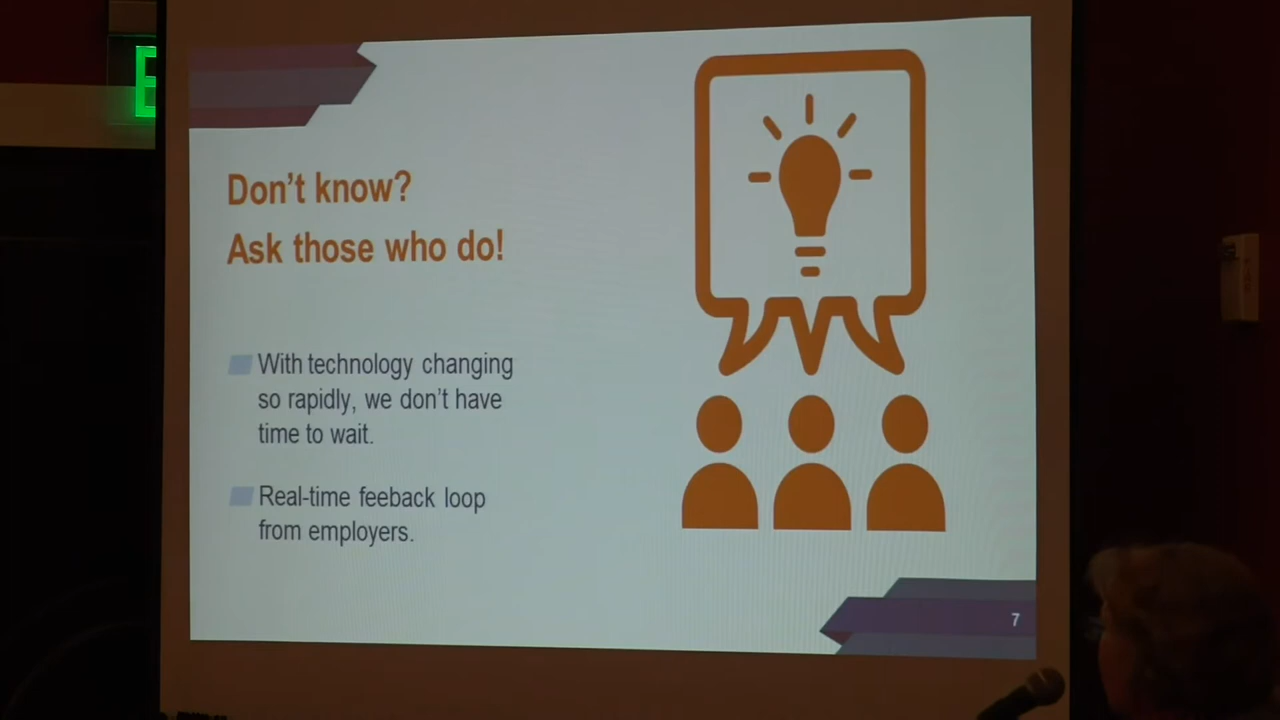 E
Don't know?
Ask those who do!
With technology changing
so rapidly, we don't have
time to wait.
Real-time feeback loop
from employers.
7